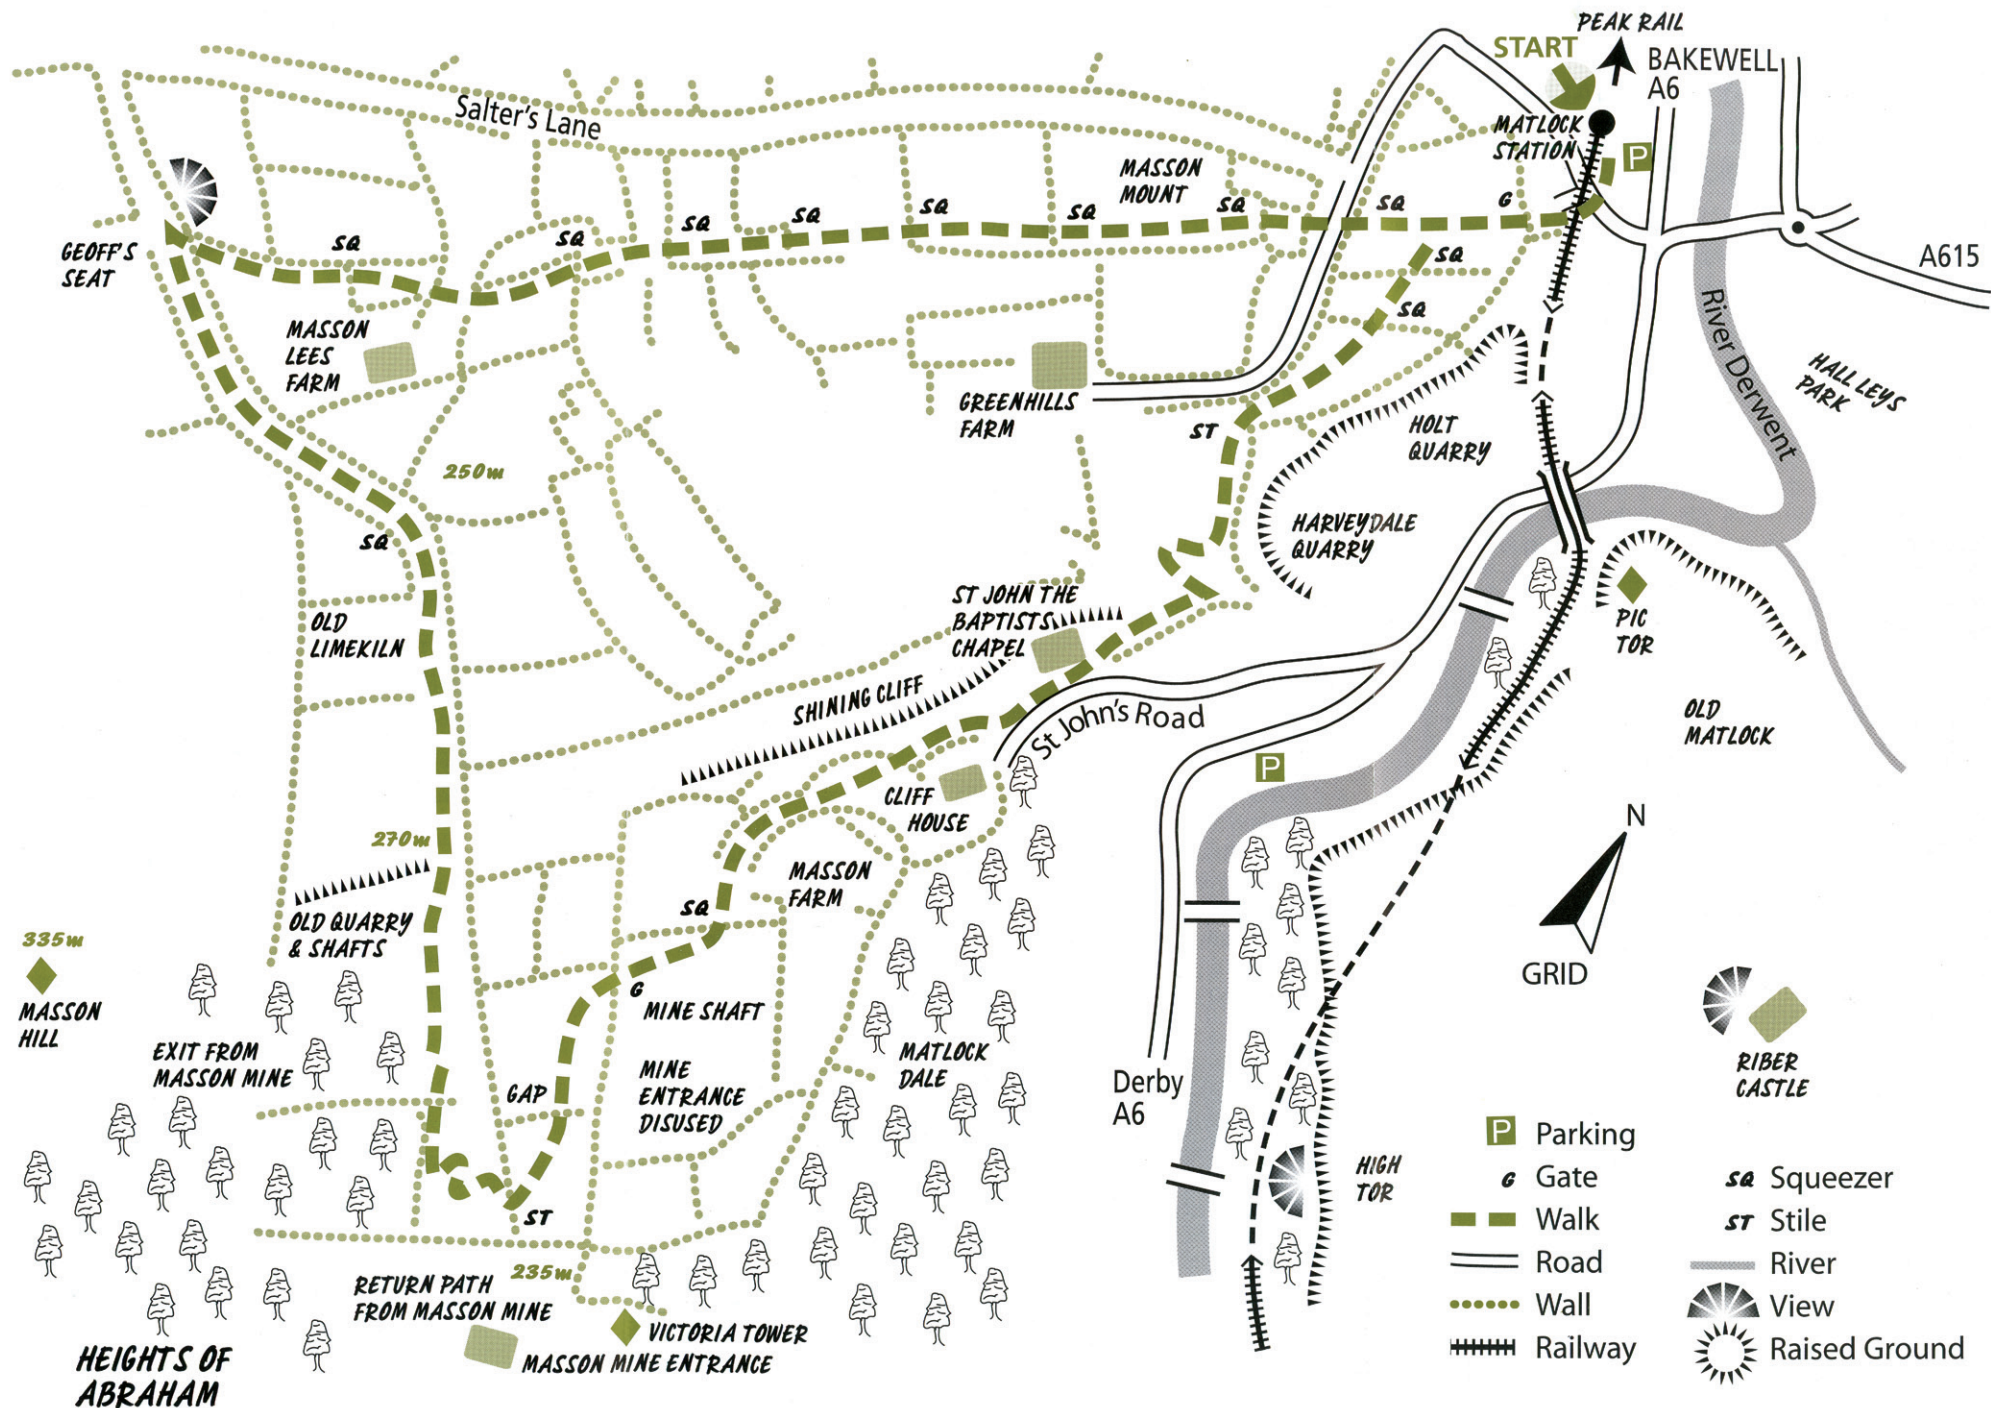 PEAK RAIL
START
BAKEWELL
A6
MATLOCK
STATION
P
Salter's Lane
MASSON
MOUNT
SQ
SQ
SQ
SQ
SQ
SQ
SQ
SQ
G
SQ
SQ
A615
GEOFF'S
SEAT
MASSON
LEES
FARM
GREENHILLS
FARM
ST
HOLT
QUARRY
River Derwent
HALL LEYS
PARK
250m
SQ
HARVEYDALE
QUARRY
OLD
LIMEKILN
ST JOHN THE
BAPTISTS
CHAPEL
PIC
TOR
SHINING CLIFF
St John's Road
OLD
MATLOCK
P
CLIFF
HOUSE
270m
MASSON
FARM
SQ
OLD QUARRY
& SHAFTS
N
GRID
335m
MASSON
HILL
G
MINE SHAFT
EXIT FROM
MASSON MINE
MINE
ENTRANCE
DISUSED
GAP
MATLOCK
DALE
Derby
A6
RIBER
CASTLE
HIGH
TOR
ST
235m
RETURN PATH
FROM MASSON MINE
VICTORIA TOWER
MASSON MINE ENTRANCE
HEIGHTS OF
ABRAHAM
P Parking
G Gate
Walk
Road
Wall
Railway
SQ Squeezer
ST Stile
River
View
Raised Ground